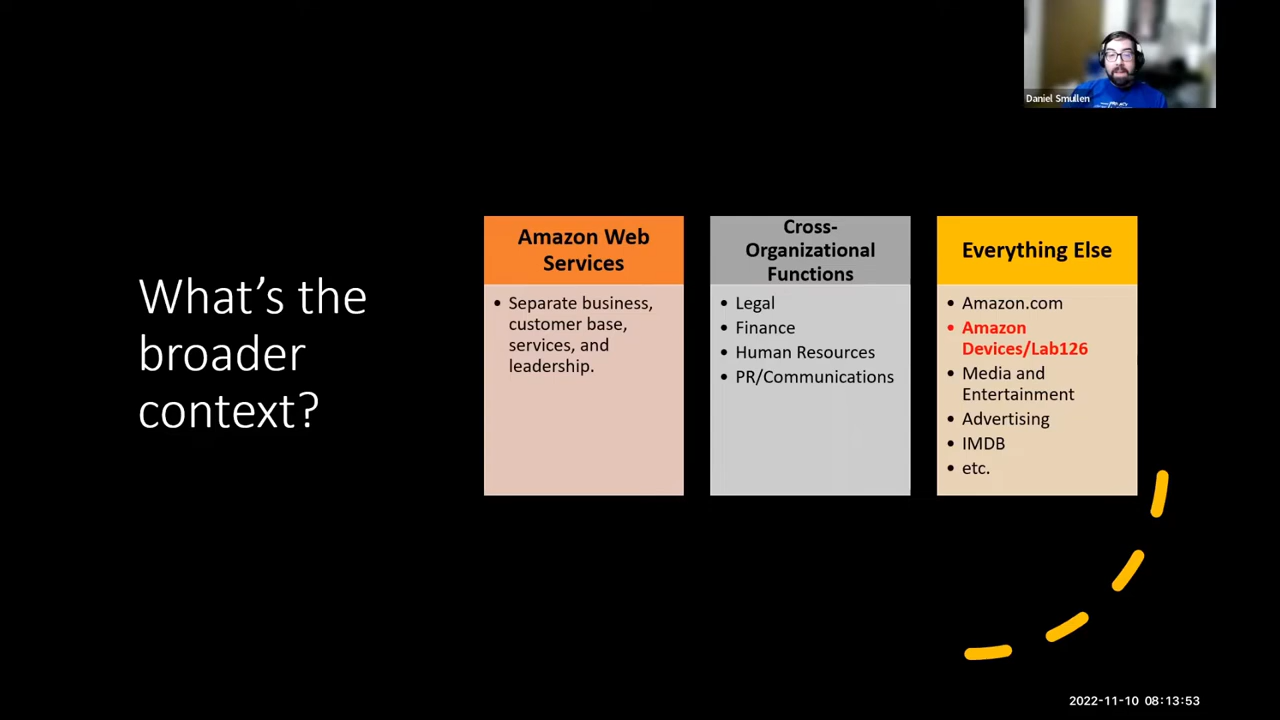 Daniel Smullen
What's the
broader
context?
Amazon Web
Services
• Separate business,
customer base,
services, and
leadership.
Cross-
Organizational
Functions
• Legal
• Finance
• Human Resources
• PR/Communications
Everything Else
• Amazon.com
• Amazon
Devices/Lab126
• Media and
Entertainment
• Advertising
• IMDB
• etc.
2022-11-10 08:13:53